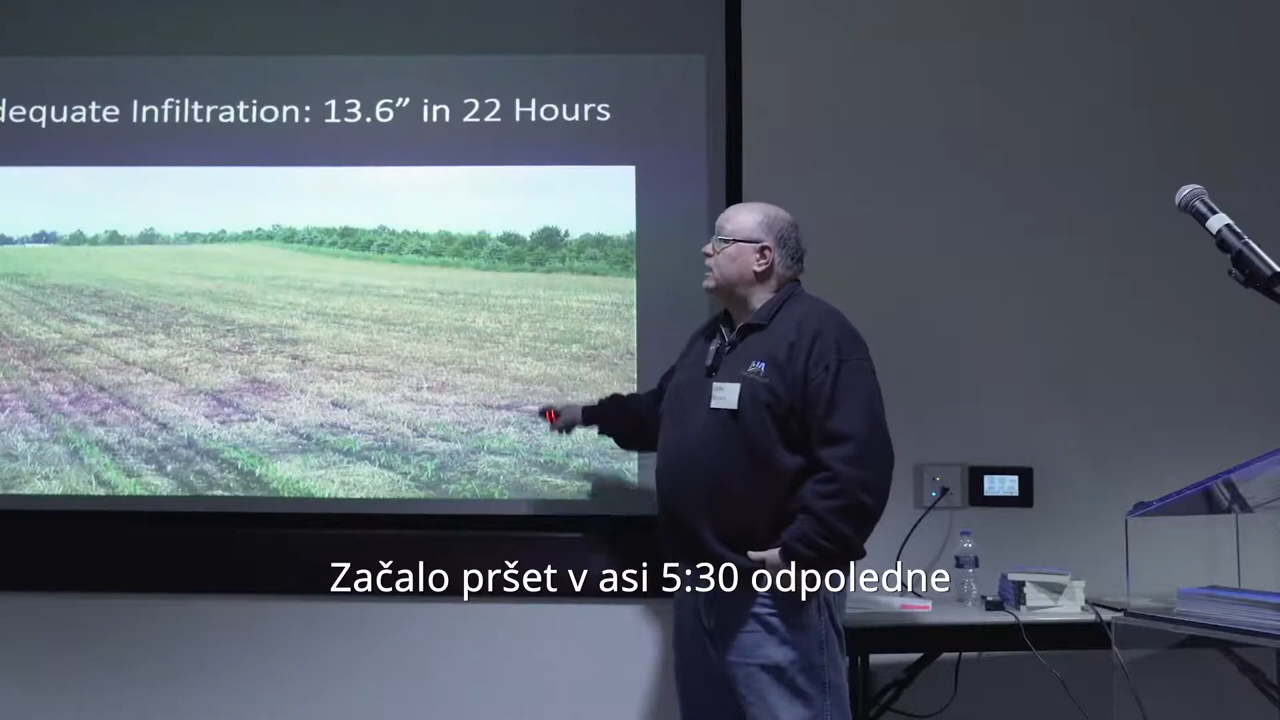 dequate Infiltration: 13.6” in 22 Hours
Začalo pršet v asi 5:30 odpoledne